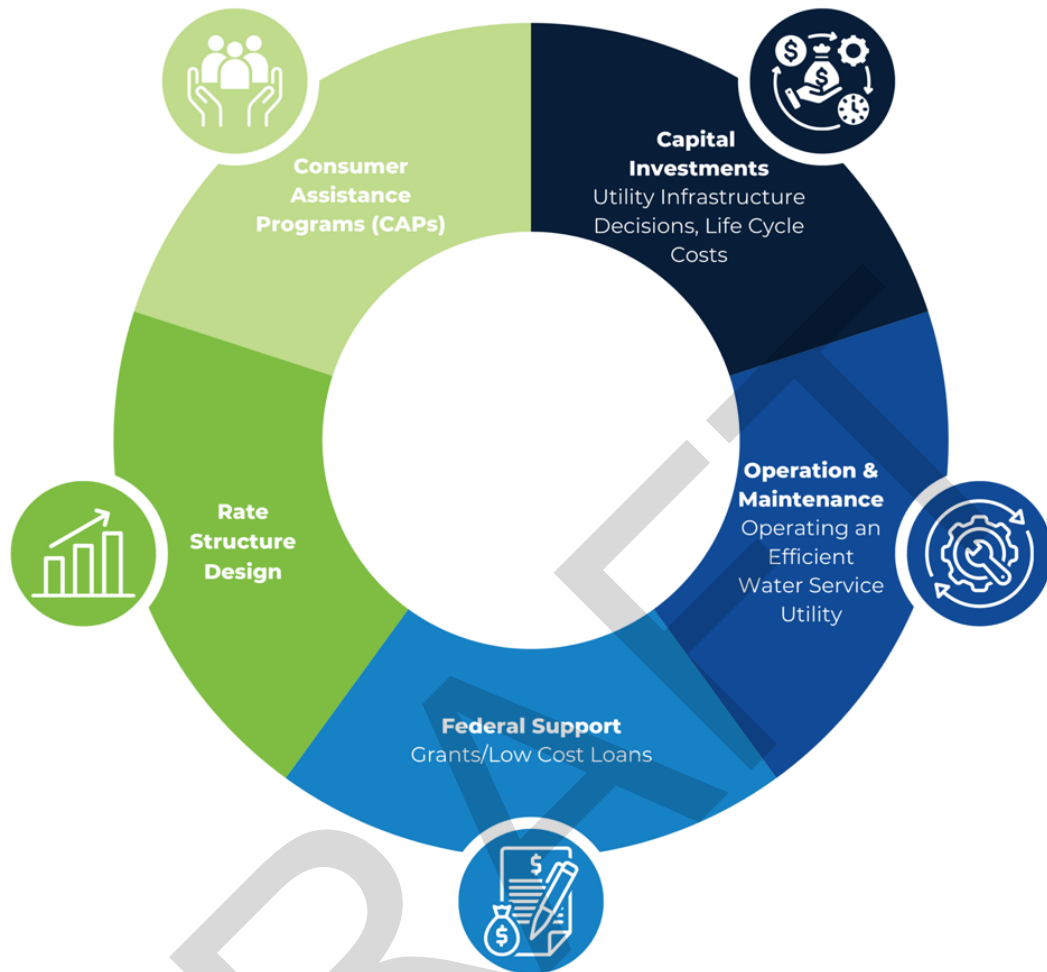 Consumer
Assistance
Programs (CAPs)
Capital
Investments
Utility Infrastructure
Decisions, Life Cycle
Costs
Operation &
Maintenance
Operating an
Efficient
Water Service
Utility
Federal Support
Grants/Low Cost Loans
Rate
Structure
Design
$
$
$
$